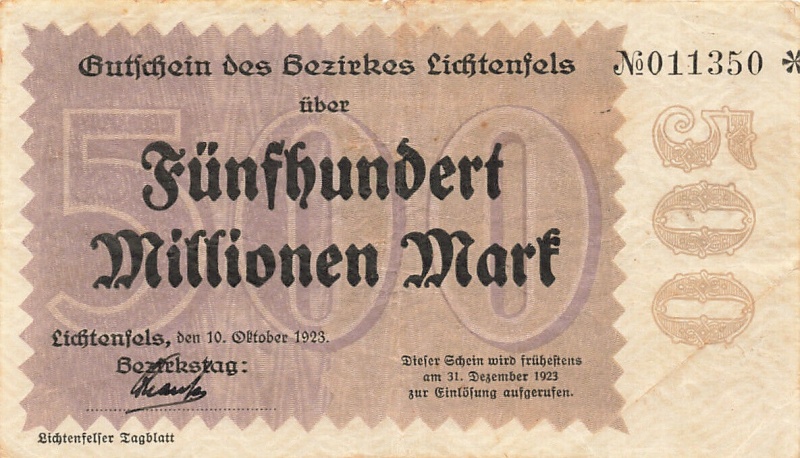 Gutschein des Bezirkes Lichtenfels
№011350 *
über
500
Fünfhundert
Millionen Mark
500
Lichtenfels, den 10. Oktober 1923.
Bezirkstag:
Dieser Schein wird frühestens
am 31. Dezember 1923
zur Einlösung aufgerufen.
Lichtenfelser Tagblatt